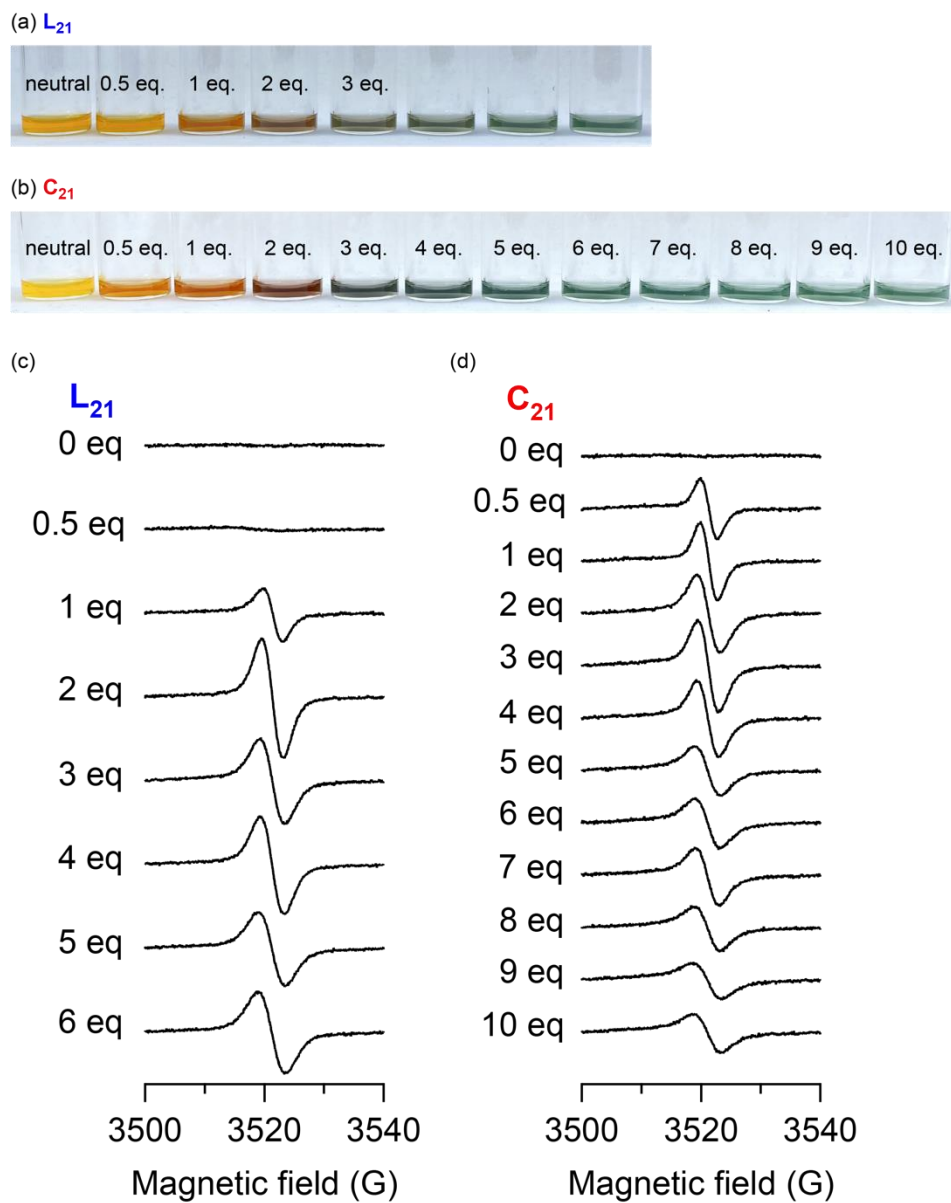 (a) L21
neutral 0.5 eq. 1 eq. 2 eq. 3 eq.
(b) C21
neutral 0.5 eq. 1 eq. 2 eq. 3 eq. 4 eq. 5 eq. 6 eq. 7 eq. 8 eq. 9 eq. 10 eq.
(c)
L21
0 eq
0.5 eq
1 eq
2 eq
3 eq
4 eq
5 eq
6 eq
3500 3520 3540
Magnetic field (G)
(d)
C21
0 eq
0.5 eq
1 eq
2 eq
3 eq
4 eq
5 eq
6 eq
7 eq
8 eq
9 eq
10 eq
3500 3520 3540
Magnetic field (G)